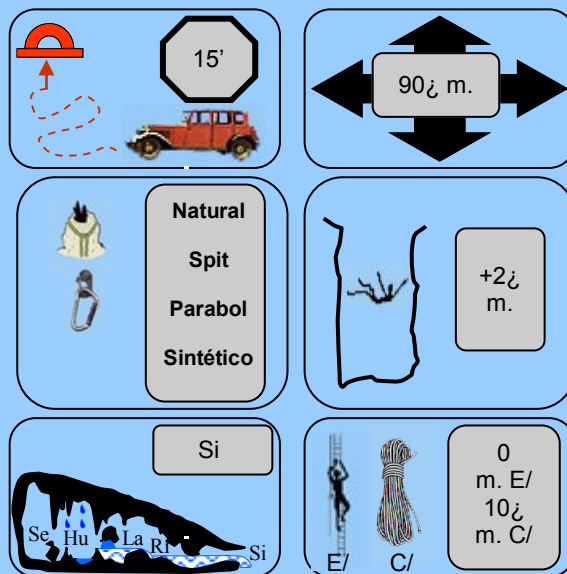 15’
90¿ m.
Natural
Spit
Parabol
Sintético
+2¿
m.
Si
Se
Hu
La
Ri
Si
E/
C/
0
m. E/
10¿
m. C/